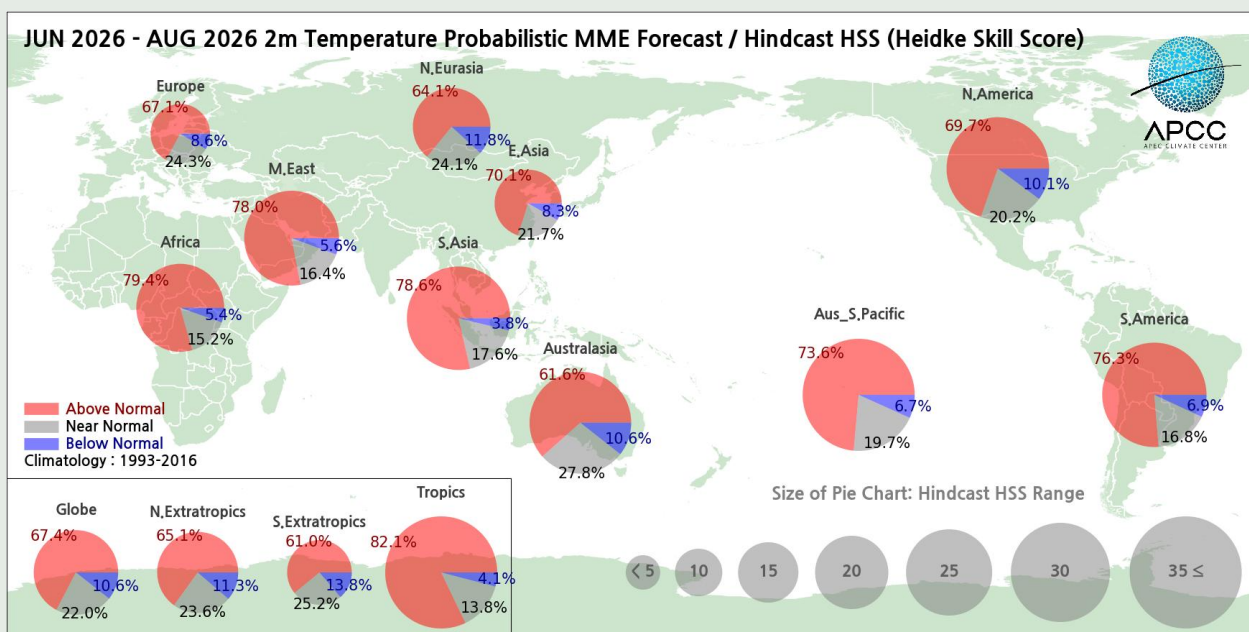 JUN 2026 - AUG 2026 2m Temperature Probabilistic MME Forecast / Hindcast HSS (Heidke Skill Score)
APCC
APEC CLIMATE CENTER
Europe
67.1%
8.6%
24.3%
N.Eurasia
64.1%
11.8%
24.1%
N.America
69.7%
10.1%
20.2%
M.East
78.0%
5.6%
16.4%
E.Asia
70.1%
8.3%
21.7%
Africa
79.4%
5.4%
15.2%
S.Asia
78.6%
3.8%
17.6%
Australasia
61.6%
10.6%
27.8%
Aus_S.Pacific
73.6%
6.7%
19.7%
S.America
76.3%
6.9%
16.8%
Above Normal
Near Normal
Below Normal
Climatology : 1993-2016
Globe
67.4%
10.6%
22.0%
N.Extratropics
65.1%
11.3%
23.6%
S.Extratropics
61.0%
13.8%
25.2%
Tropics
82.1%
4.1%
13.8%
Size of Pie Chart: Hindcast HSS Range
< 5
10
15
20
25
30
35 ≤